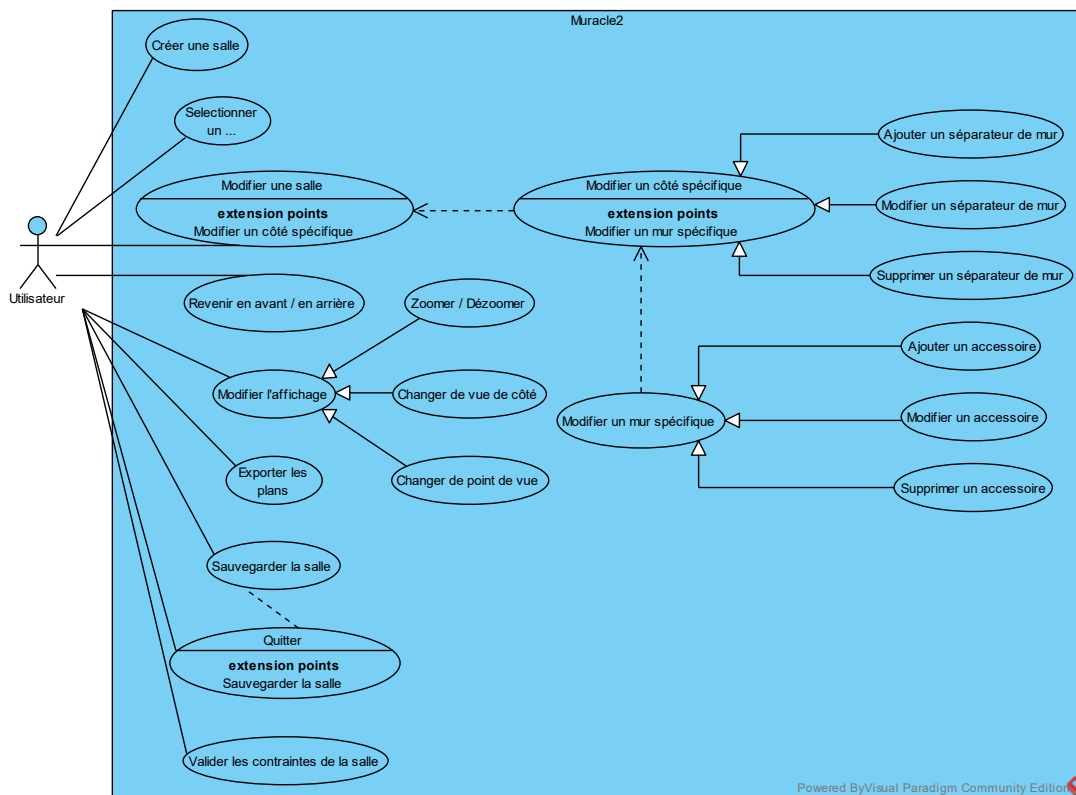 Muracle2
Créer une salle
Selectionner
un ...
Utilisateur
Modifier une salle
extension points
Modifier un côté spécifique
Modifier un côté spécifique
extension points
Modifier un mur spécifique
Ajouter un séparateur de mur
Modifier un séparateur de mur
Supprimer un séparateur de mur
Revenir en avant / en arrière
Zoomer / Dézoomer
Modifier l'affichage
Changer de vue de côté
Changer de point de vue
Modifier un mur spécifique
Ajouter un accessoire
Modifier un accessoire
Supprimer un accessoire
Exporter les
plans
Sauvegarder la salle
Quitter
extension points
Sauvegarder la salle
Valider les contraintes de la salle
Powered ByVisual Paradigm Community Edition